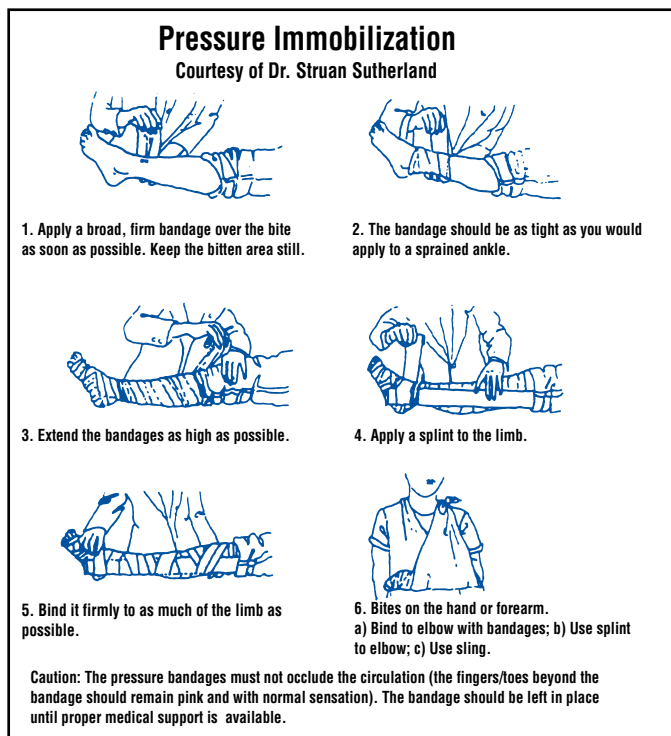 Pressure Immobilization
Courtesy of Dr. Struan Sutherland
1. Apply a broad, firm bandage over the bite
as soon as possible. Keep the bitten area still.
2. The bandage should be as tight as you would
apply to a sprained ankle.
3. Extend the bandages as high as possible.
4. Apply a splint to the limb.
5. Bind it firmly to as much of the limb as
possible.
6. Bites on the hand or forearm.
a) Bind to elbow with bandages; b) Use splint
to elbow; c) Use sling.
Caution: The pressure bandages must not occlude the circulation (the fingers/toes beyond the
bandage should remain pink and with normal sensation). The bandage should be left in place
until proper medical support is available.